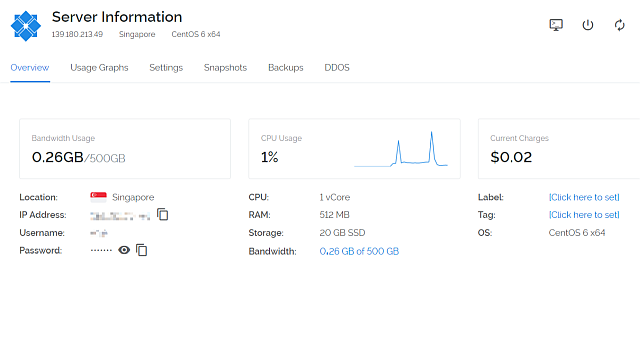 Server Information
139.180.213.49 Singapore CentOS 6 x64
Overview Usage Graphs Settings Snapshots Backups DDOS
Bandwidth Usage CPU Usage Current Charges
0.26GB/500GB 1% $0.02
Location: Singapore CPU: 1 vCore Label: [Click here to set]
IP Address: RAM: 512 MB Tag: [Click here to set]
Username: Storage: 20 GB SSD OS: CentOS 6 x64
Password: ······· Bandwidth: 0.26 GB of 500 GB